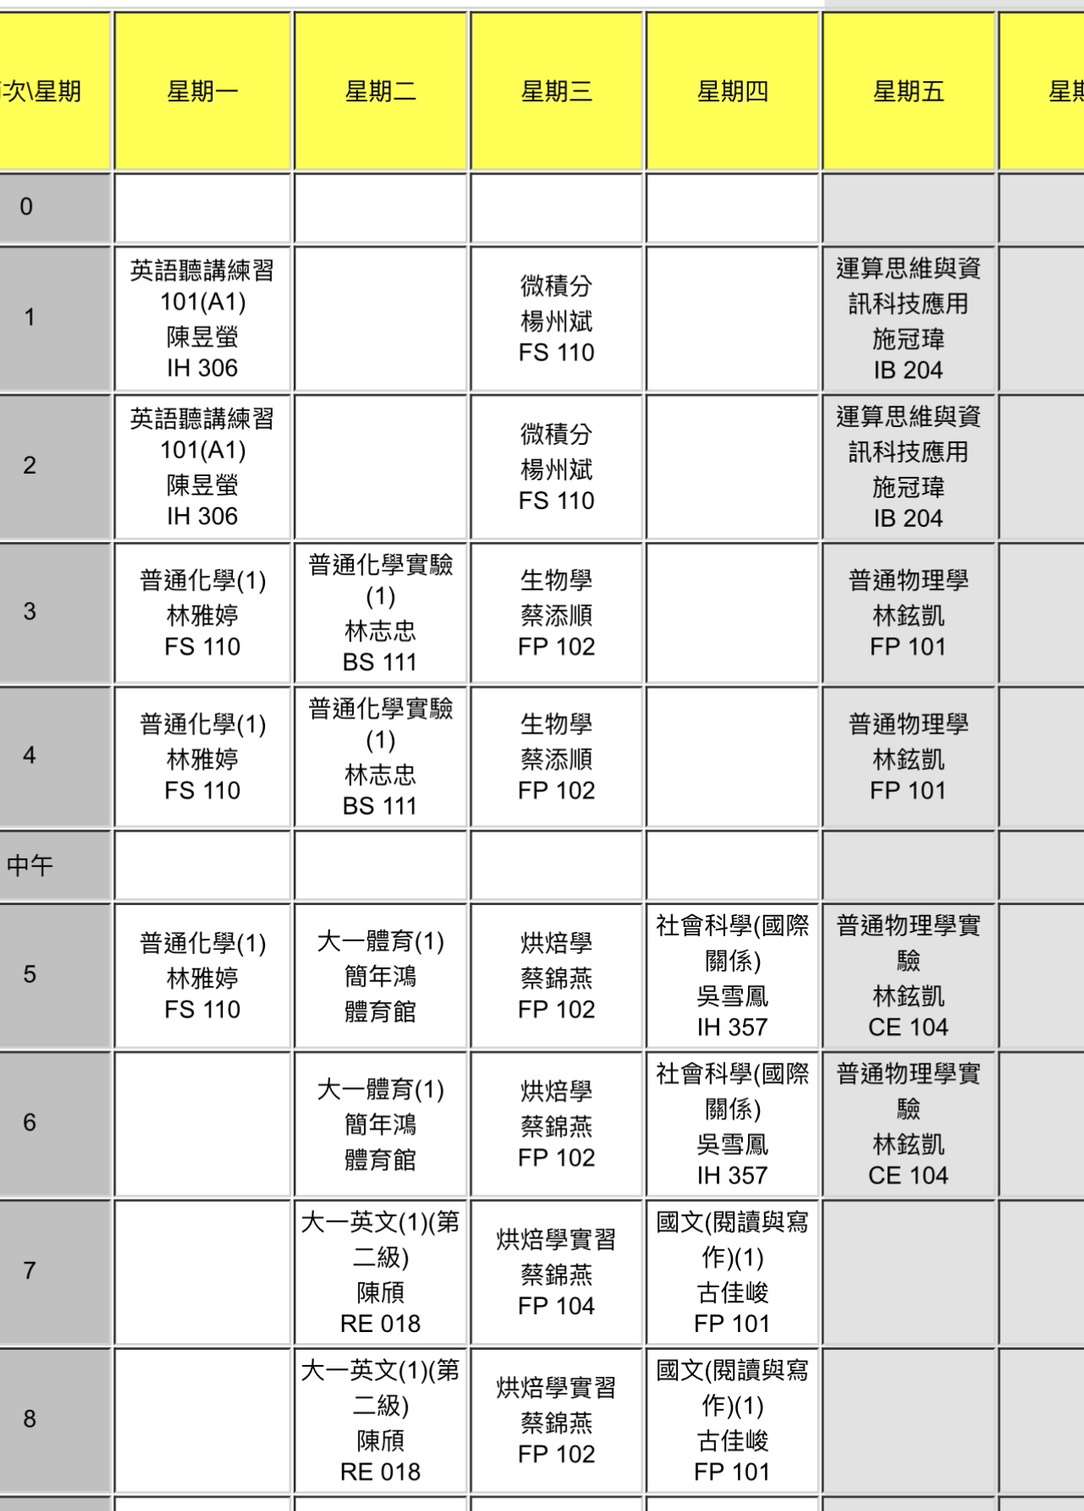 次\星期 星期一 星期二 星期三 星期四 星期五
0
1
英語聽講練習
101(A1)
陳昱螢
IH 306
微積分
楊州斌
FS 110
運算思維與資
訊科技應用
施冠瑋
IB 204
2
英語聽講練習
101(A1)
陳昱螢
IH 306
微積分
楊州斌
FS 110
運算思維與資
訊科技應用
施冠瑋
IB 204
3
普通化學(1)
林雅婷
FS 110
普通化學實驗
(1)
林志忠
BS 111
生物學
蔡添順
FP 102
普通物理學
林鉉凱
FP 101
4
普通化學(1)
林雅婷
FS 110
普通化學實驗
(1)
林志忠
BS 111
生物學
蔡添順
FP 102
普通物理學
林鉉凱
FP 101
中午
5
普通化學(1)
林雅婷
FS 110
大一體育(1)
簡年鴻
體育館
烘焙學
蔡錦燕
FP 102
社會科學(國際
關係)
吳雪鳳
IH 357
普通物理學實
驗
林鉉凱
CE 104
6
大一體育(1)
簡年鴻
體育館
烘焙學
蔡錦燕
FP 102
社會科學(國際
關係)
吳雪鳳
IH 357
普通物理學實
驗
林鉉凱
CE 104
7
大一英文(1)(第
二級)
陳頎
RE 018
烘焙學實習
蔡錦燕
FP 104
國文(閱讀與寫
作)(1)
古佳峻
FP 101
8
大一英文(1)(第
二級)
陳頎
RE 018
烘焙學實習
蔡錦燕
FP 102
國文(閱讀與寫
作)(1)
古佳峻
FP 101